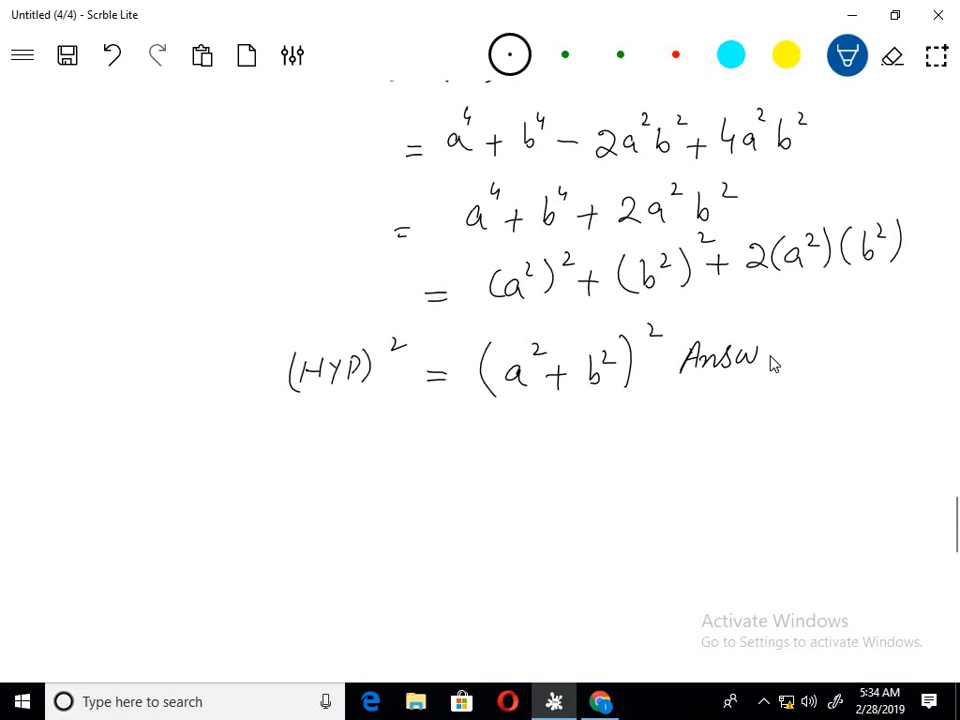 Untitled (4/4) - Scrble Lite
= a⁴ + b⁴ - 2a²b² + 4a²b²
= a⁴ + b⁴ + 2a²b²
= (a²)² + (b²)² + 2(a²)(b²)
(HYP)² = (a² + b²)² Answ
Activate Windows
Go to Settings to activate Windows.
Type here to search
5:34 AM
2/28/2019